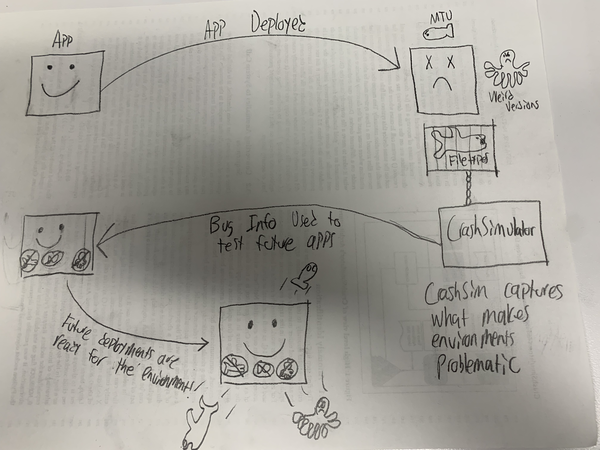 App
App Deployed
MTU
Weird
Versions
Filetypes
CrashSimulator
Bug Info Used to
test future apps
CrashSim captures
what makes
environments
Problematic
Future deployments are
ready for the environment!